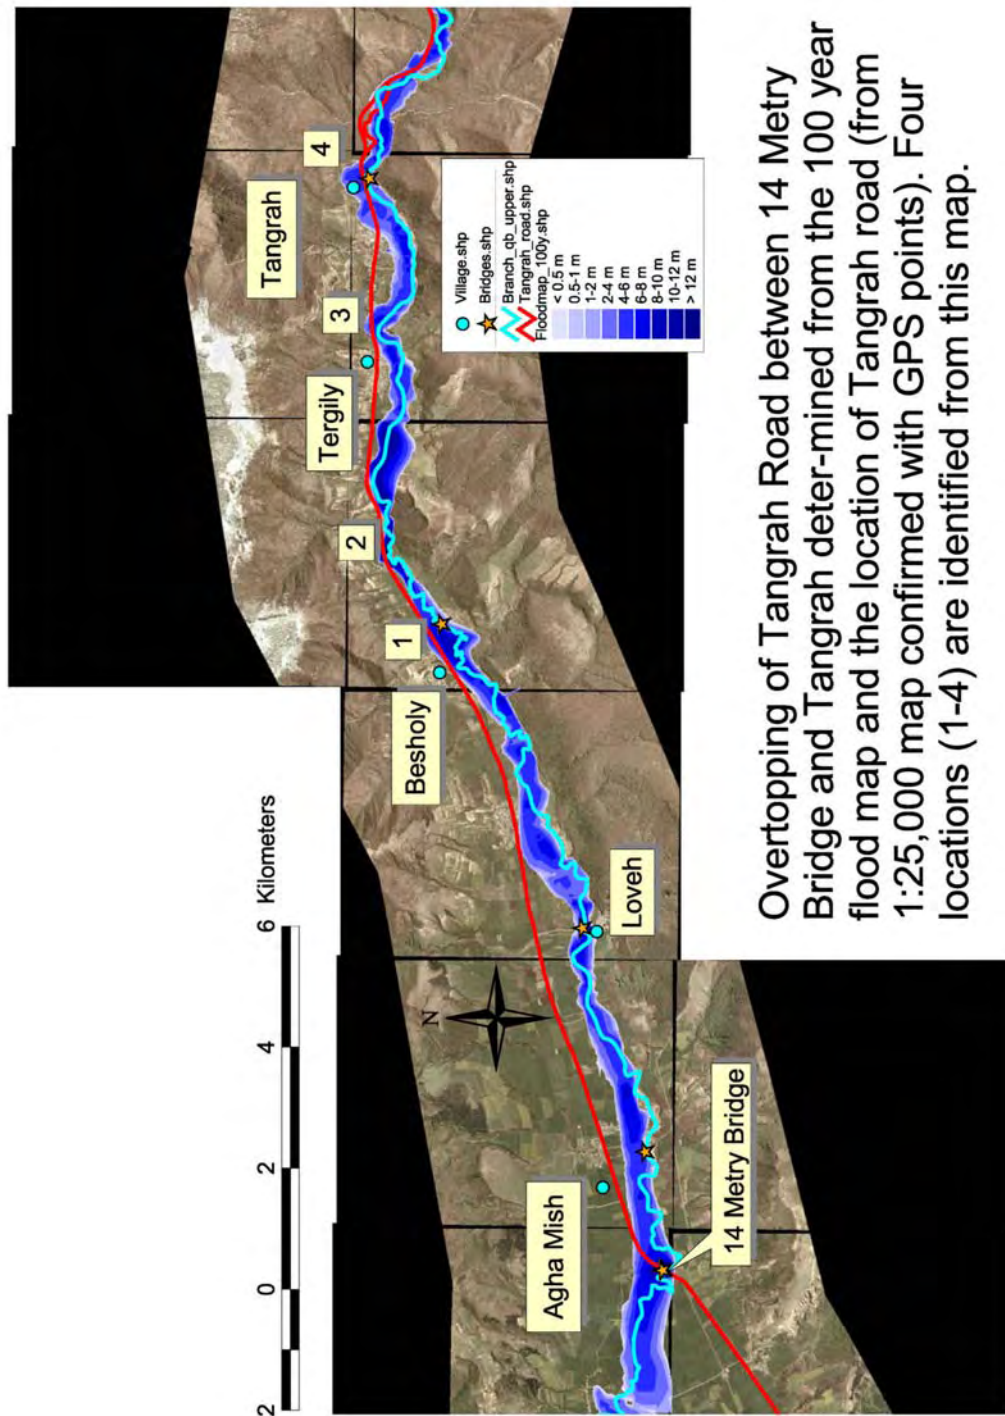 2 0 2 4 6 Kilometers
N
Agha Mish
14 Metry Bridge
Loveh
Besholy
1
2
Tergily
3
Tangrah
4
Village.shp
Bridges.shp
Branch_qb_upper.shp
Tangrah_road.shp
Floodmap_100y.shp
< 0.5 m
0.5-1 m
1-2 m
2-4 m
4-6 m
6-8 m
8-10 m
10-12 m
> 12 m
Overtopping of Tangrah Road between 14 Metry
Bridge and Tangrah deter-mined from the 100 year
flood map and the location of Tangrah road (from
1:25,000 map confirmed with GPS points). Four
locations (1-4) are identified from this map.